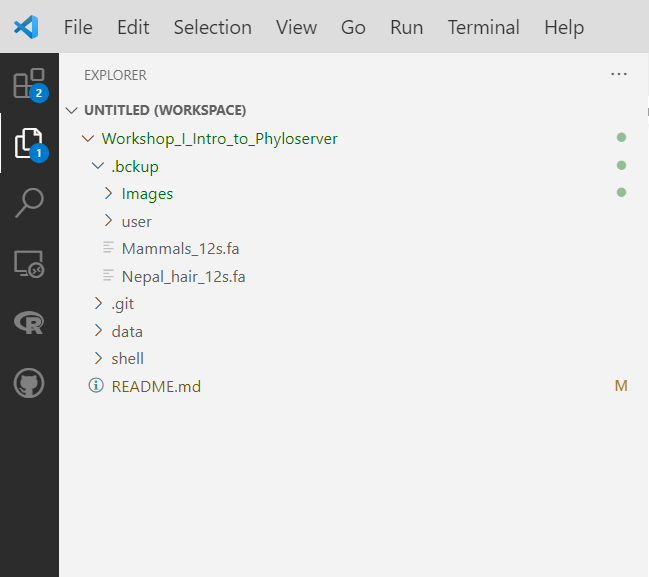 File Edit Selection View Go Run Terminal Help
EXPLORER ...
UNTITLED (WORKSPACE)
Workshop_I_Intro_to_Phyloserver
.bckup
Images
user
Mammals_12s.fa
Nepal_hair_12s.fa
.git
data
shell
README.md M
2
1
R